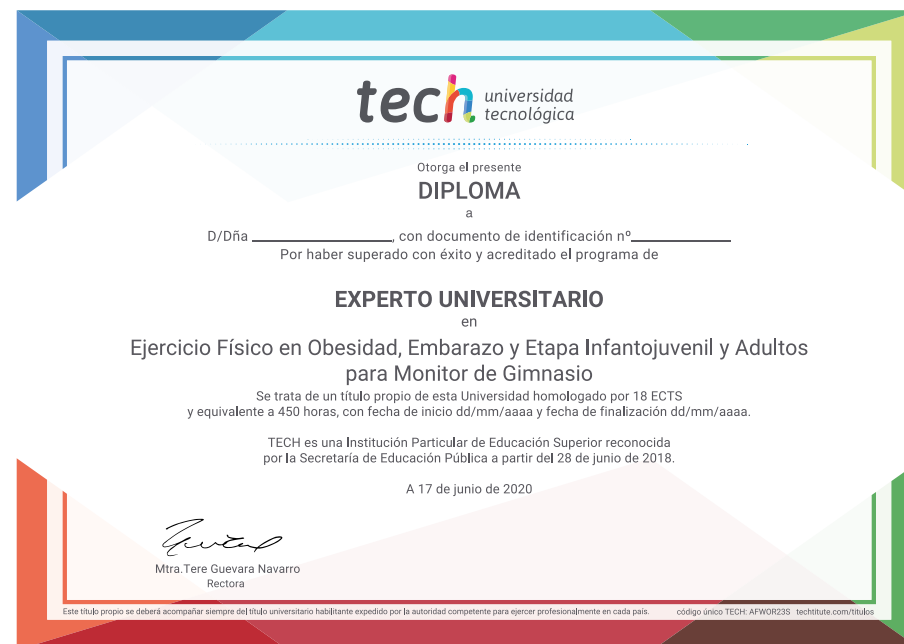 tech universidad
tecnológica
Otorga el presente
DIPLOMA
a
D/Dña ________________, con documento de identificación nº____________
Por haber superado con éxito y acreditado el programa de
EXPERTO UNIVERSITARIO
en
Ejercicio Físico en Obesidad, Embarazo y Etapa Infantojuvenil y Adultos
para Monitor de Gimnasio
Se trata de un título propio de esta Universidad homologado por 18 ECTS
y equivalente a 450 horas, con fecha de inicio dd/mm/aaaa y fecha de finalización dd/mm/aaaa.
TECH es una Institución Particular de Educación Superior reconocida
por la Secretaría de Educación Pública a partir del 28 de junio de 2018.
A 17 de junio de 2020
Mtra.Tere Guevara Navarro
Rectora
Este título propio se deberá acompañar siempre del título universitario habilitante expedido por la autoridad competente para ejercer profesionalmente en cada país. código único TECH: AFWOR23S techtitute.com/titulos